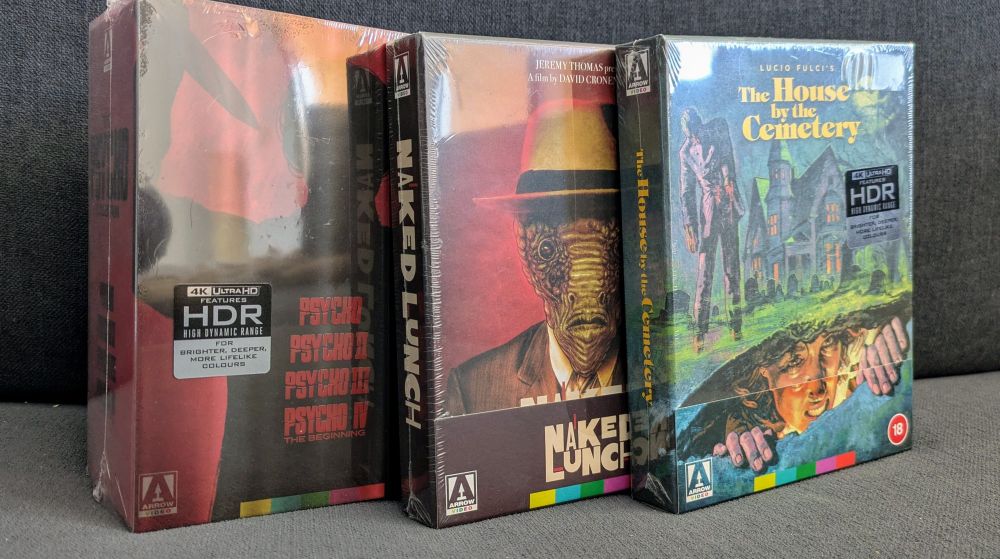 4K ULTRA HD
FEATURES
HDR
HIGH DYNAMIC RANGE
FOR
BRIGHTER, DEEPER,
MORE LIFELIKE
COLOURS
PSYCHO
PSYCHO II
PSYCHO III
PSYCHO IV
THE BEGINNING
ARROW
VIDEO
ARROW
VIDEO
NAKED LUNCH
JEREMY THOMAS
A film by DAVID
NAKED
LUNCH
ARROW
VIDEO
ARROW
VIDEO
The House by the Cemetery
LUCIO FULCI'S
The House
by the
Cemetery
4K ULTRA HD
FEATURES
HDR
HIGH DYNAMIC RANGE
FOR
BRIGHTER, DEEPER,
MORE LIFELIKE
COLOURS
18
ARROW
VIDEO